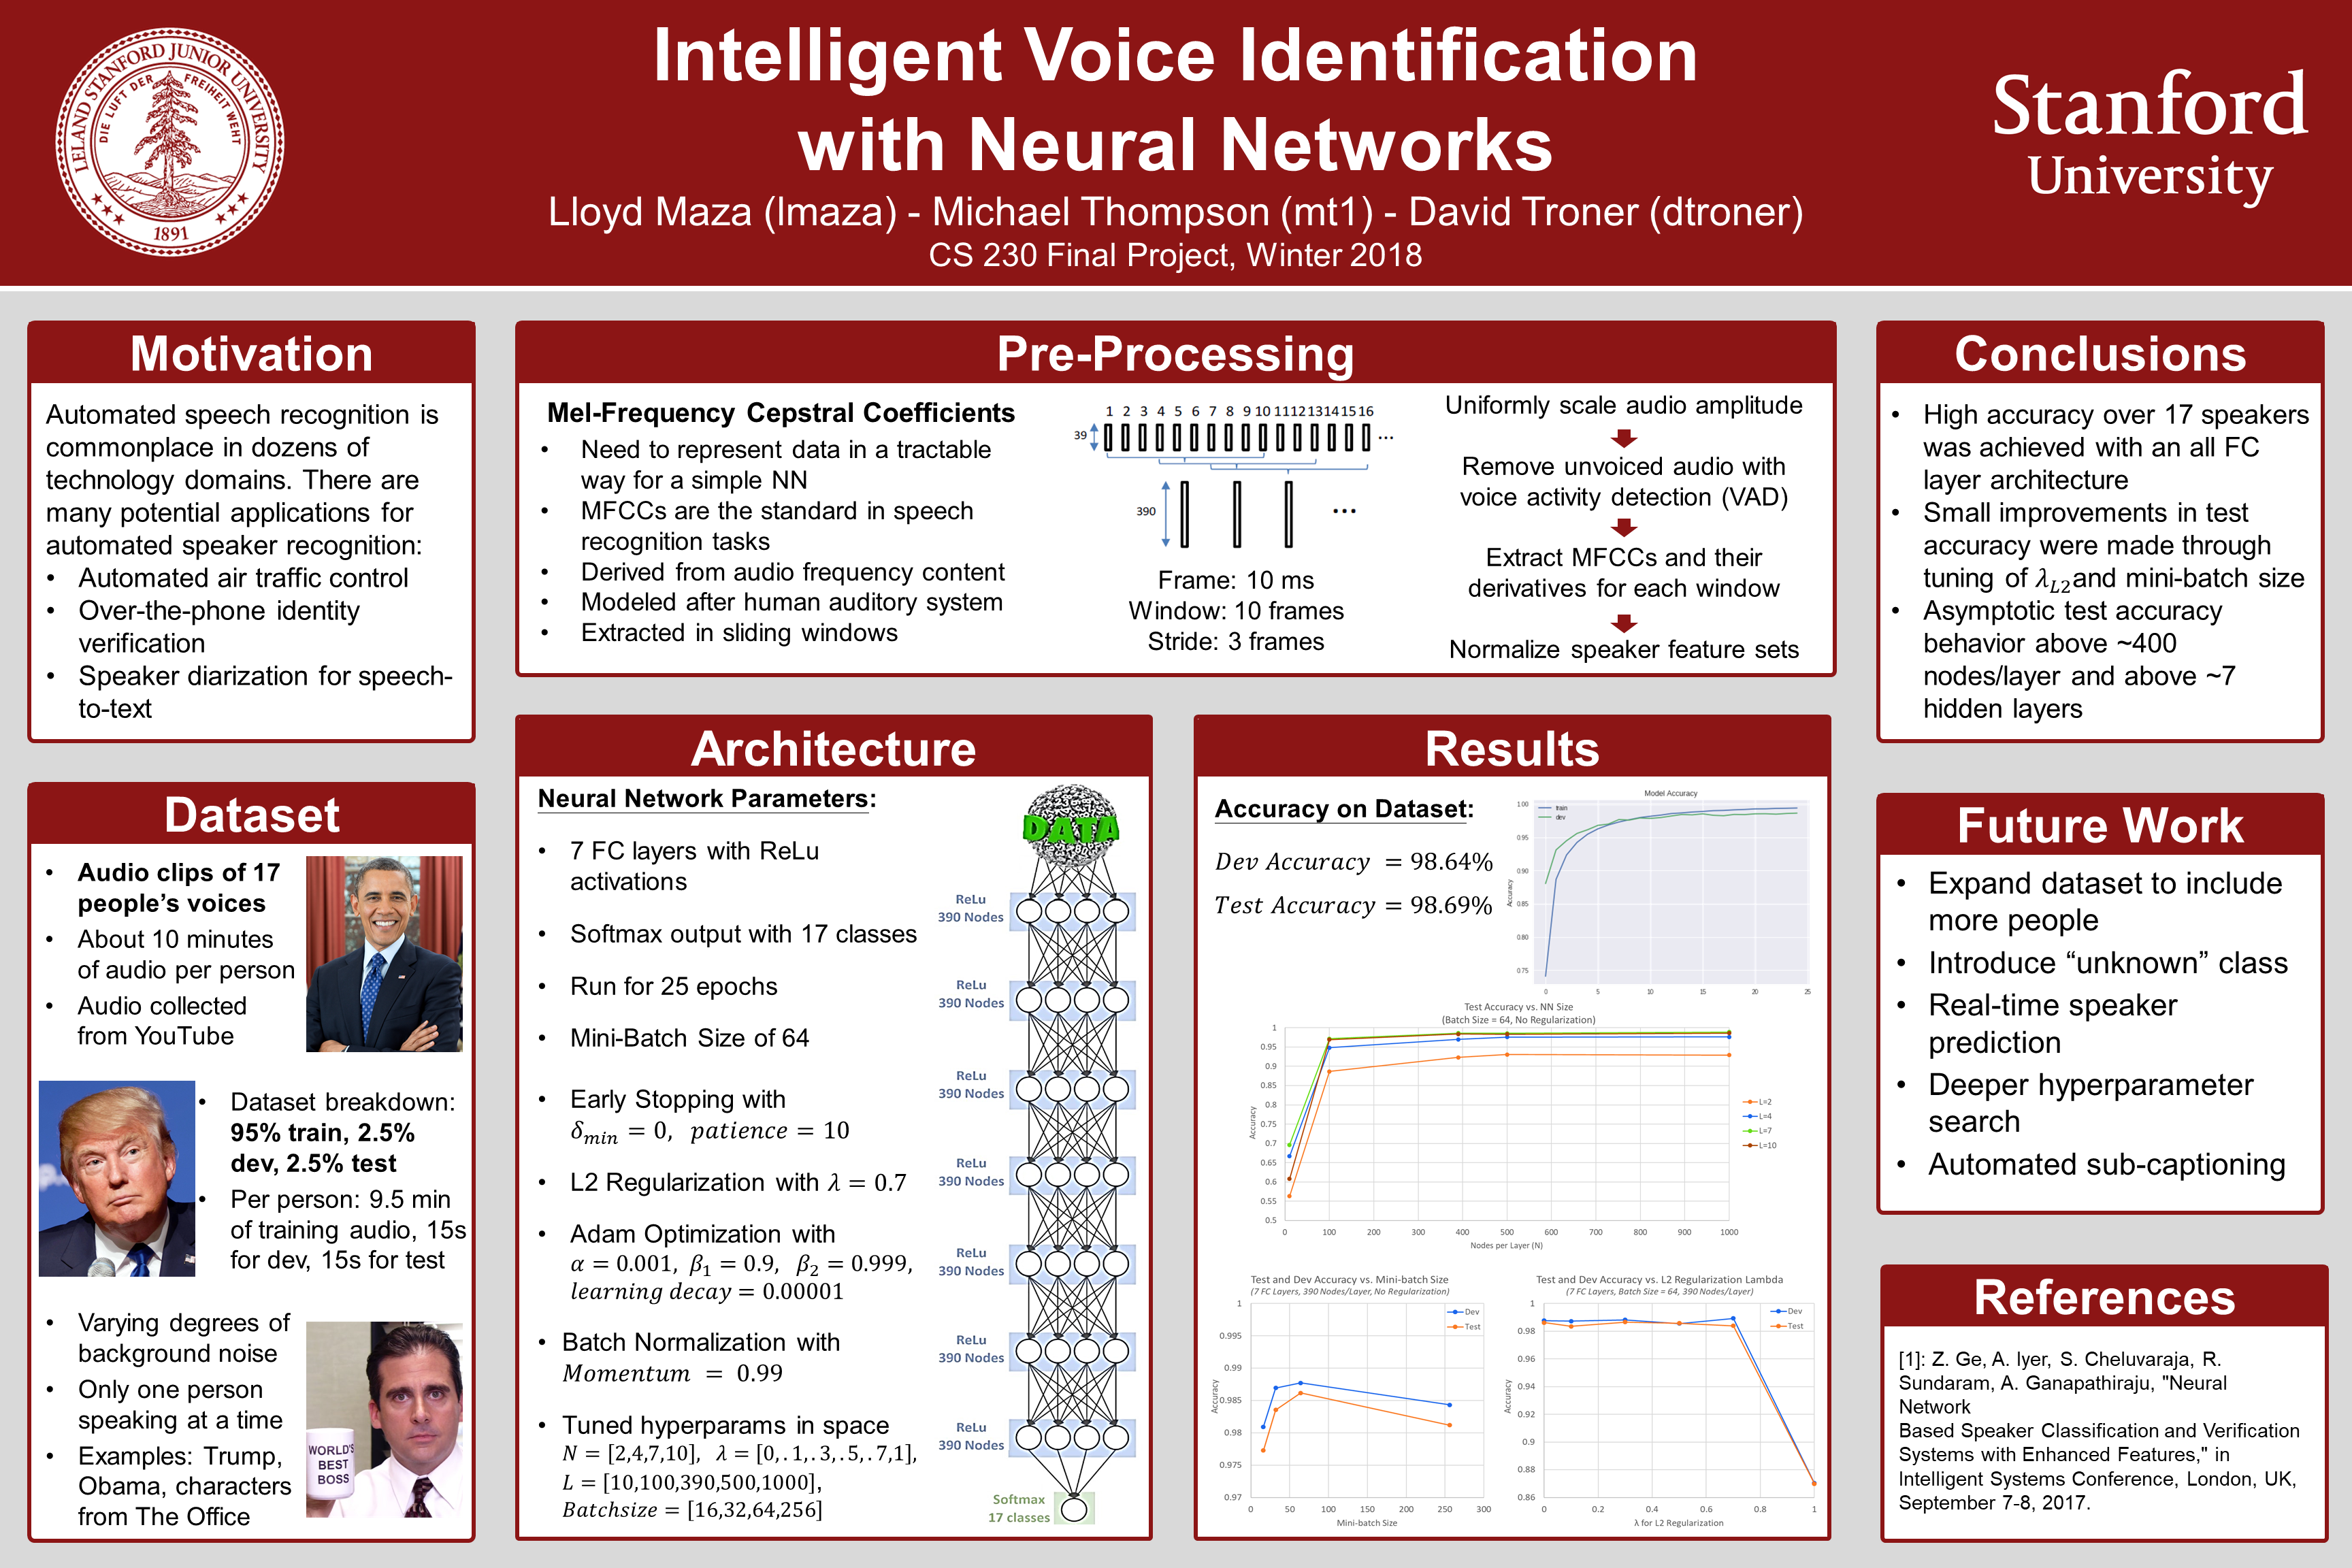 LELAND STANFORD JUNIOR UNIVERSITY
DIE LUFT DER FREIHEIT WEHT
1891
Intelligent Voice Identification
with Neural Networks
Lloyd Maza (lmaza) - Michael Thompson (mt1) - David Troner (dtroner)
CS 230 Final Project, Winter 2018
Stanford
University
Motivation
Automated speech recognition is
commonplace in dozens of
technology domains. There are
many potential applications for
automated speaker recognition:
• Automated air traffic control
• Over-the-phone identity
verification
• Speaker diarization for speech-
to-text
Dataset
• Audio clips of 17
people’s voices
• About 10 minutes
of audio per person
• Audio collected
from YouTube
• Dataset breakdown:
95% train, 2.5%
dev, 2.5% test
• Per person: 9.5 min
of training audio, 15s
for dev, 15s for test
• Varying degrees of
background noise
• Only one person
speaking at a time
• Examples: Trump,
Obama, characters
from The Office
WORLD'S
BEST
BOSS
Pre-Processing
Mel-Frequency Cepstral Coefficients
• Need to represent data in a tractable
way for a simple NN
• MFCCs are the standard in speech
recognition tasks
• Derived from audio frequency content
• Modeled after human auditory system
• Extracted in sliding windows
1 2 3 4 5 6 7 8 9 10 11 12 13 14 15 16
39
...
390
...
Frame: 10 ms
Window: 10 frames
Stride: 3 frames
Uniformly scale audio amplitude
Remove unvoiced audio with
voice activity detection (VAD)
Extract MFCCs and their
derivatives for each window
Normalize speaker feature sets
Architecture
Neural Network Parameters:
• 7 FC layers with ReLu
activations
• Softmax output with 17 classes
• Run for 25 epochs
• Mini-Batch Size of 64
• Early Stopping with
δmin = 0, patience = 10
• L2 Regularization with λ = 0.7
• Adam Optimization with
α = 0.001, β1 = 0.9, β2 = 0.999,
learning decay = 0.00001
• Batch Normalization with
Momentum = 0.99
• Tuned hyperparams in space
N = [2,4,7,10], λ = [0,.1,.3,.5,.7,1],
L = [10,100,390,500,1000],
Batchsize = [16,32,64,256]
DATA
ReLu
390 Nodes
ReLu
390 Nodes
ReLu
390 Nodes
ReLu
390 Nodes
ReLu
390 Nodes
ReLu
390 Nodes
ReLu
390 Nodes
Softmax
17 classes
Results
Accuracy on Dataset:
Dev Accuracy = 98.64%
Test Accuracy = 98.69%
Model Accuracy
train
dev
Accuracy
1.00
0.95
0.90
0.85
0.80
0.75
0 5 10 15 20 25
Test Accuracy vs. NN Size
(Batch Size = 64, No Regularization)
Accuracy
1
0.95
0.9
0.85
0.8
0.75
0.7
0.65
0.6
0.55
0.5
0 100 200 300 400 500 600 700 800 900 1000
Nodes per Layer (N)
L=2
L=4
L=7
L=10
Test and Dev Accuracy vs. Mini-batch Size
(7 FC Layers, 390 Nodes/Layer, No Regularization)
Dev
Test
Accuracy
1
0.995
0.99
0.985
0.98
0.975
0.97
0 50 100 150 200 250 300
Mini-batch Size
Test and Dev Accuracy vs. L2 Regularization Lambda
(7 FC Layers, Batch Size = 64, 390 Nodes/Layer)
Dev
Test
Accuracy
1
0.98
0.96
0.94
0.92
0.9
0.88
0.86
0 0.2 0.4 0.6 0.8 1
λ for L2 Regularization
Conclusions
• High accuracy over 17 speakers
was achieved with an all FC
layer architecture
• Small improvements in test
accuracy were made through
tuning of λL2 and mini-batch size
• Asymptotic test accuracy
behavior above ~400
nodes/layer and above ~7
hidden layers
Future Work
• Expand dataset to include
more people
• Introduce “unknown” class
• Real-time speaker
prediction
• Deeper hyperparameter
search
• Automated sub-captioning
References
[1]: Z. Ge, A. Iyer, S. Cheluvaraja, R.
Sundaram, A. Ganapathiraju, "Neural
Network
Based Speaker Classification and Verification
Systems with Enhanced Features," in
Intelligent Systems Conference, London, UK,
September 7-8, 2017.